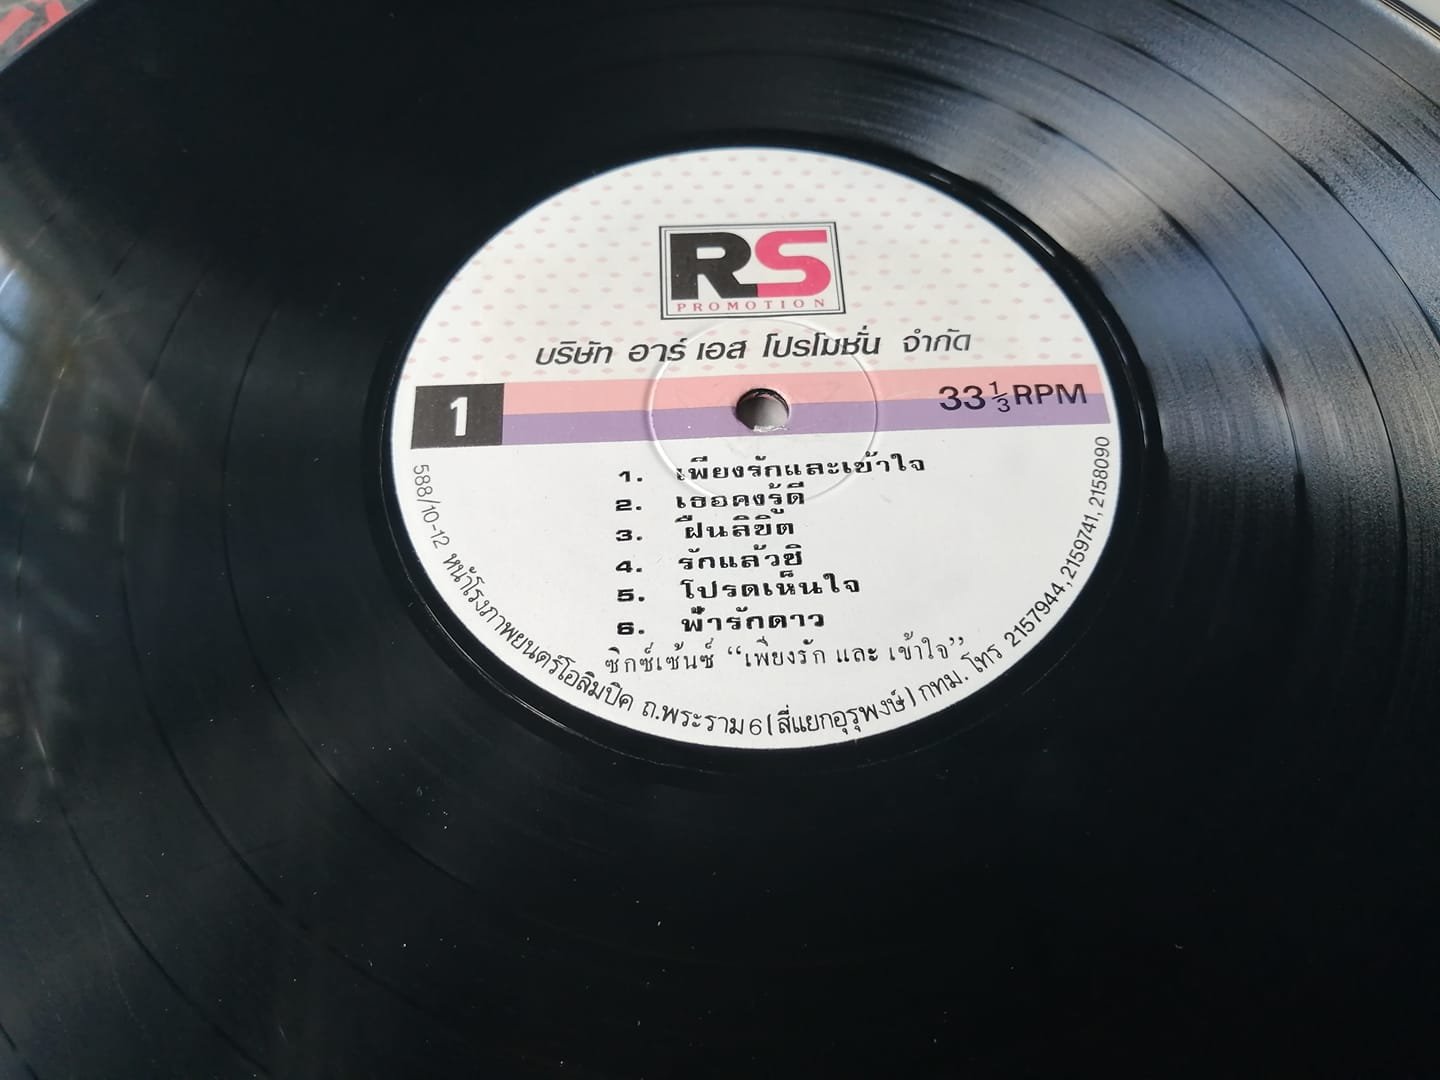 RS
PROMOTION
บริษัท อาร์ เอส โปรโมชั่น จำกัด
1
33 1/3 RPM
1. เพียงรักและเข้าใจ
2. เธอคงรู้ดี
3. ฝืนลิขิต
4. รักแล้วซิ
5. โปรดเห็นใจ
6. ฟ้ารักดาว
ซิกซ์เซ้นซ์ "เพียงรัก และ เข้าใจ"
588/10-12 หน้าโรงภาพยนตร์โอลิมปิค ถ.พระราม 6 (สี่แยกอุรุพงษ์) กทม. โทร 2157944, 2159741, 2158090